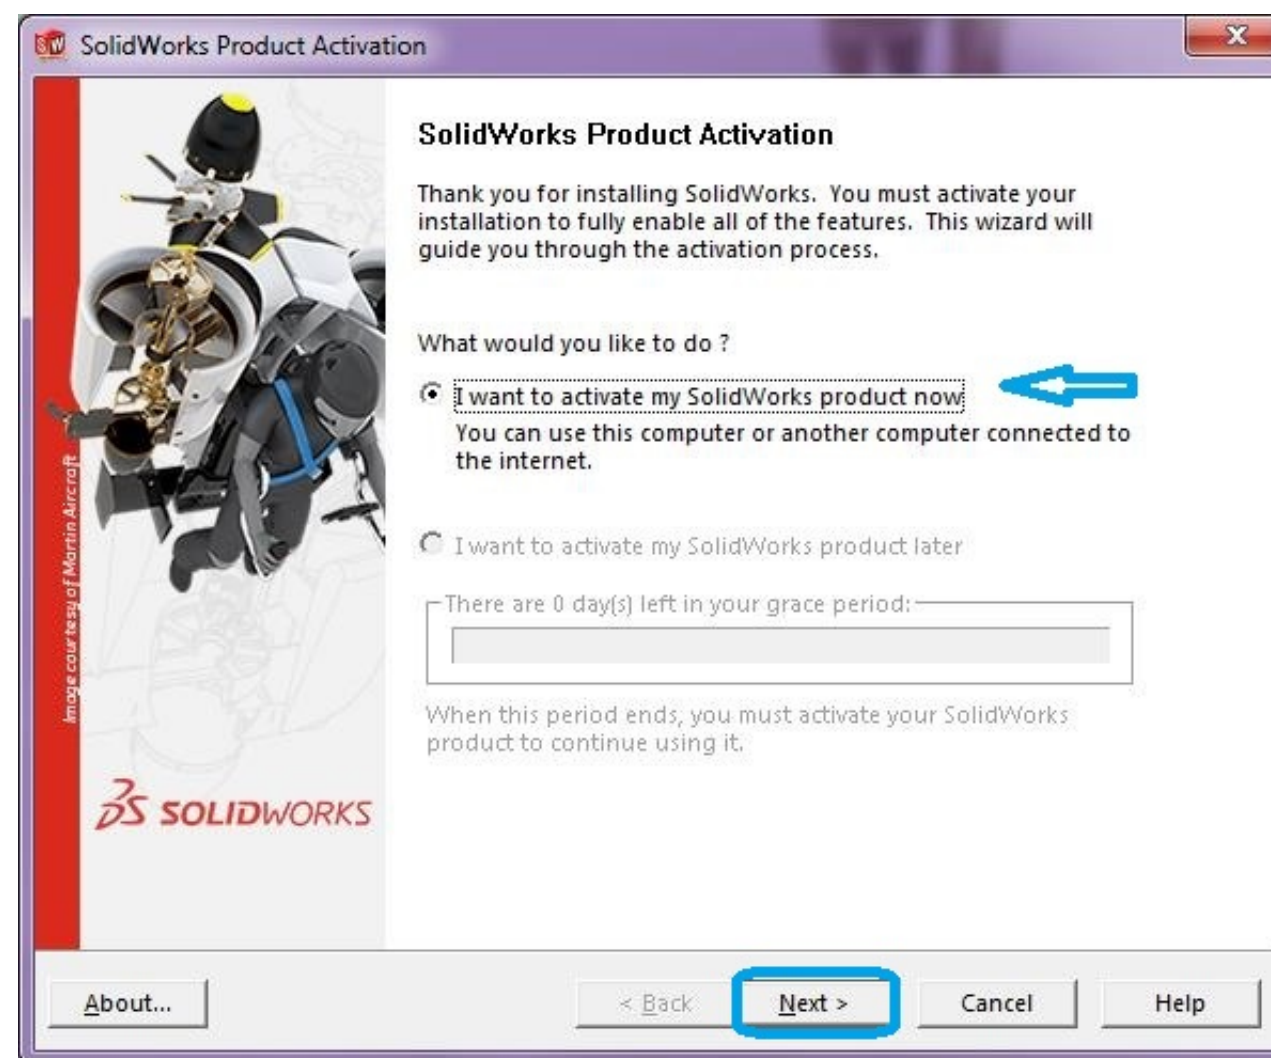 SolidWorks Product Activation
SolidWorks Product Activation
Thank you for installing SolidWorks.  You must activate your
installation to fully enable all of the features.  This wizard will
guide you through the activation process.
What would you like to do ?
I want to activate my SolidWorks product now
You can use this computer or another computer connected to
the internet.
I want to activate my SolidWorks product later
There are 0 day(s) left in your grace period:
When this period ends, you must activate your SolidWorks
product to continue using it.
Image courtesy of Martin Aircraft
SOLIDWORKS
About...
< Back
Next >
Cancel
Help